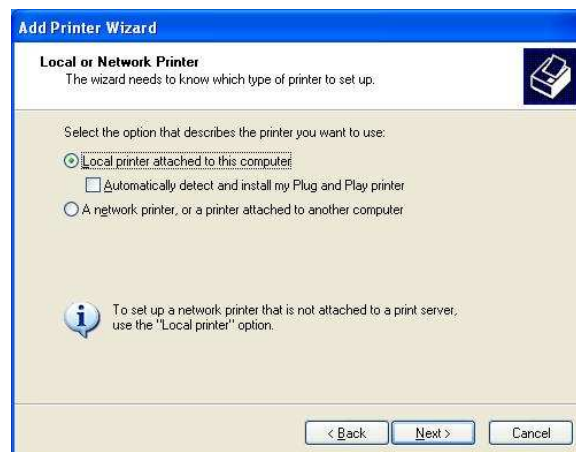 Add Printer Wizard
Local or Network Printer
The wizard needs to know which type of printer to set up.
Select the option that describes the printer you want to use:
Local printer attached to this computer
Automatically detect and install my Plug and Play printer
A network printer, or a printer attached to another computer
To set up a network printer that is not attached to a print server,
use the "Local printer" option.
< Back Next > Cancel